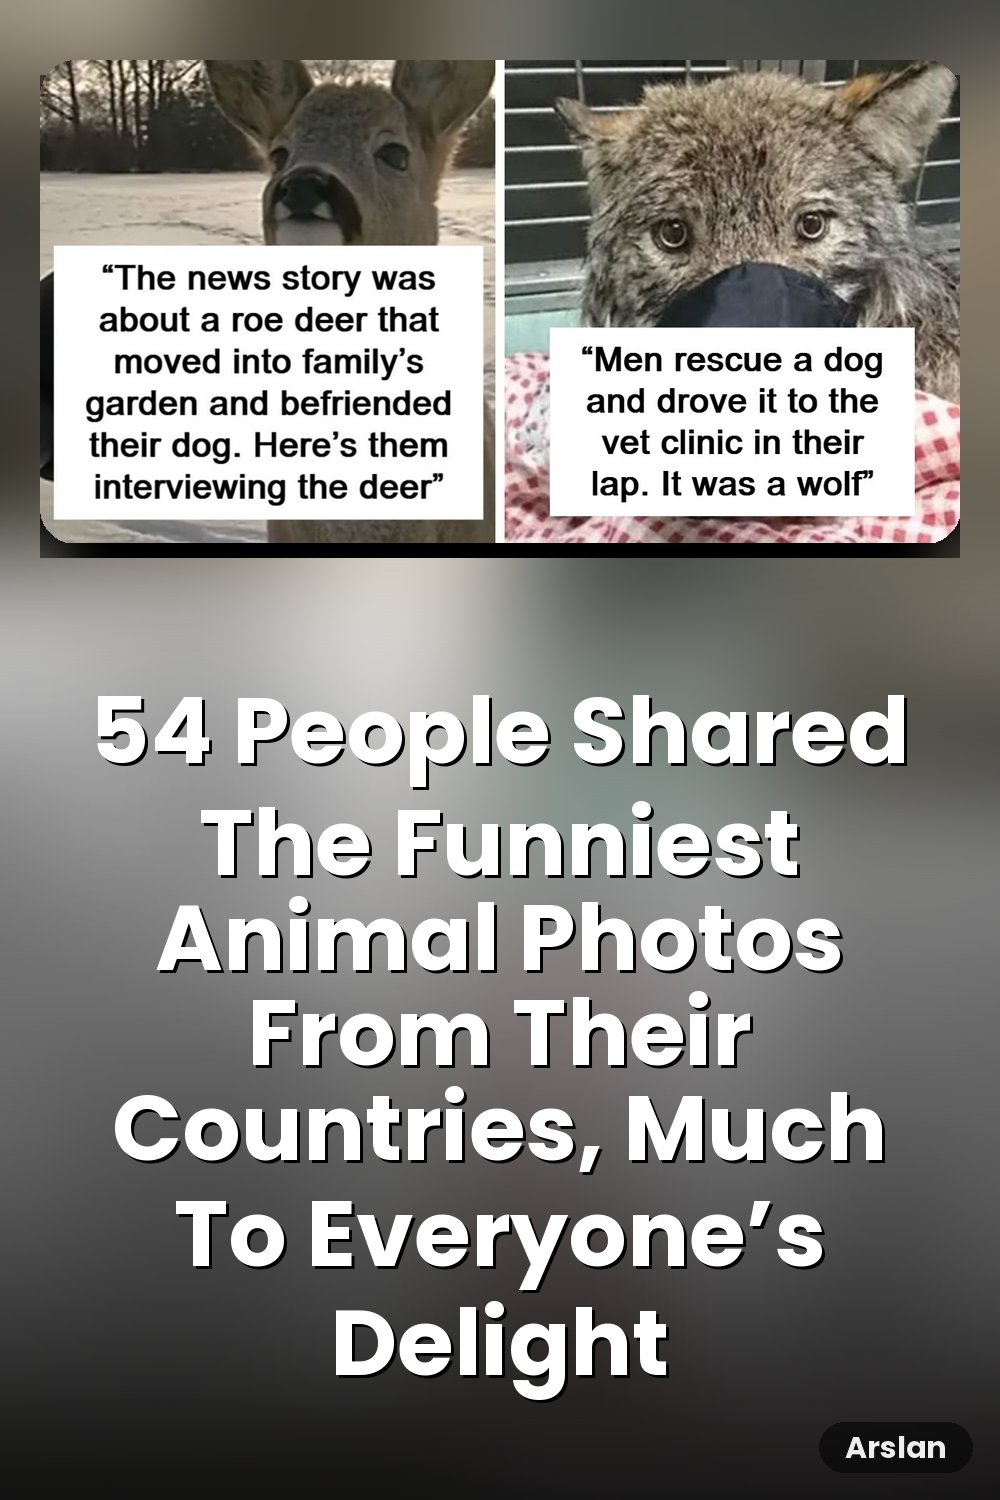 “The news story was
about a roe deer that
moved into family’s
garden and befriended
their dog. Here’s them
interviewing the deer”
“Men rescue a dog
and drove it to the
vet clinic in their
lap. It was a wolf”
54 People Shared
The Funniest
Animal Photos
From Their
Countries, Much
To Everyone’s
Delight
Arslan